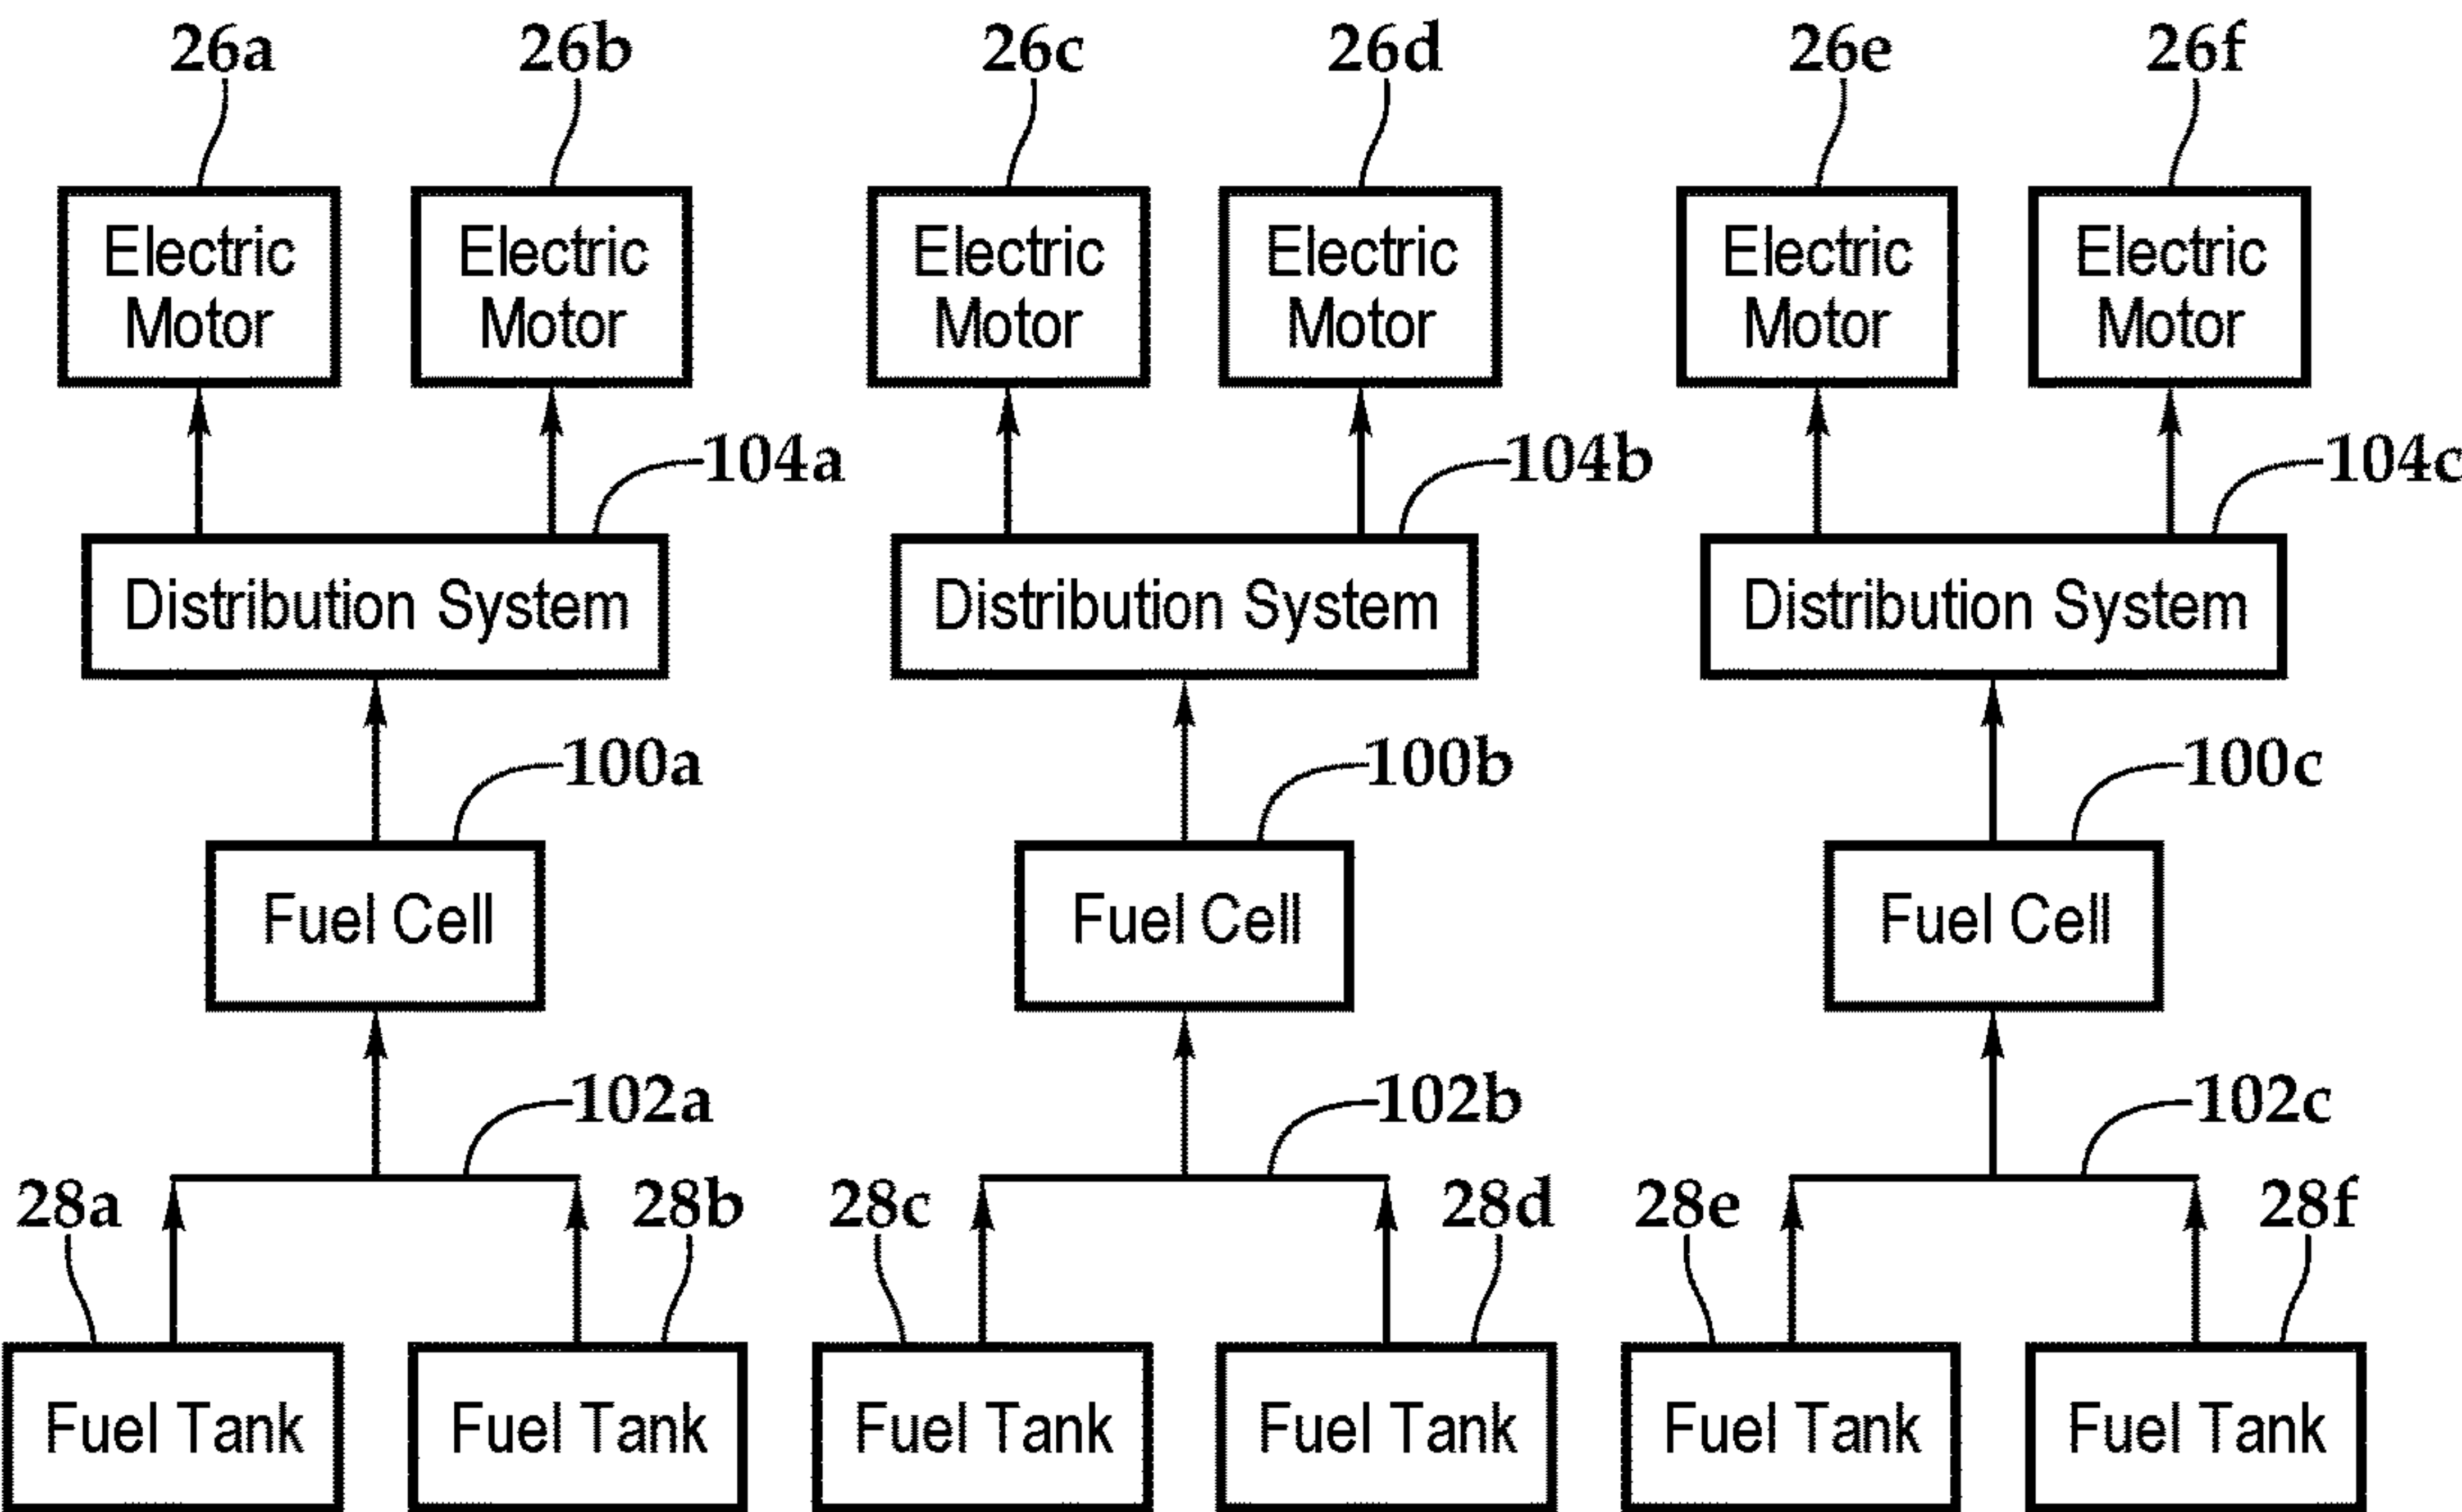 26a 26b 26c 26d 26e 26f
Electric Electric Electric Electric Electric Electric
Motor Motor Motor Motor Motor Motor
104a 104b 104c
Distribution System Distribution System Distribution System
100a 100b 100c
Fuel Cell Fuel Cell Fuel Cell
102a 102b 102c
28a 28b 28c 28d 28e 28f
Fuel Tank Fuel Tank Fuel Tank Fuel Tank Fuel Tank Fuel Tank